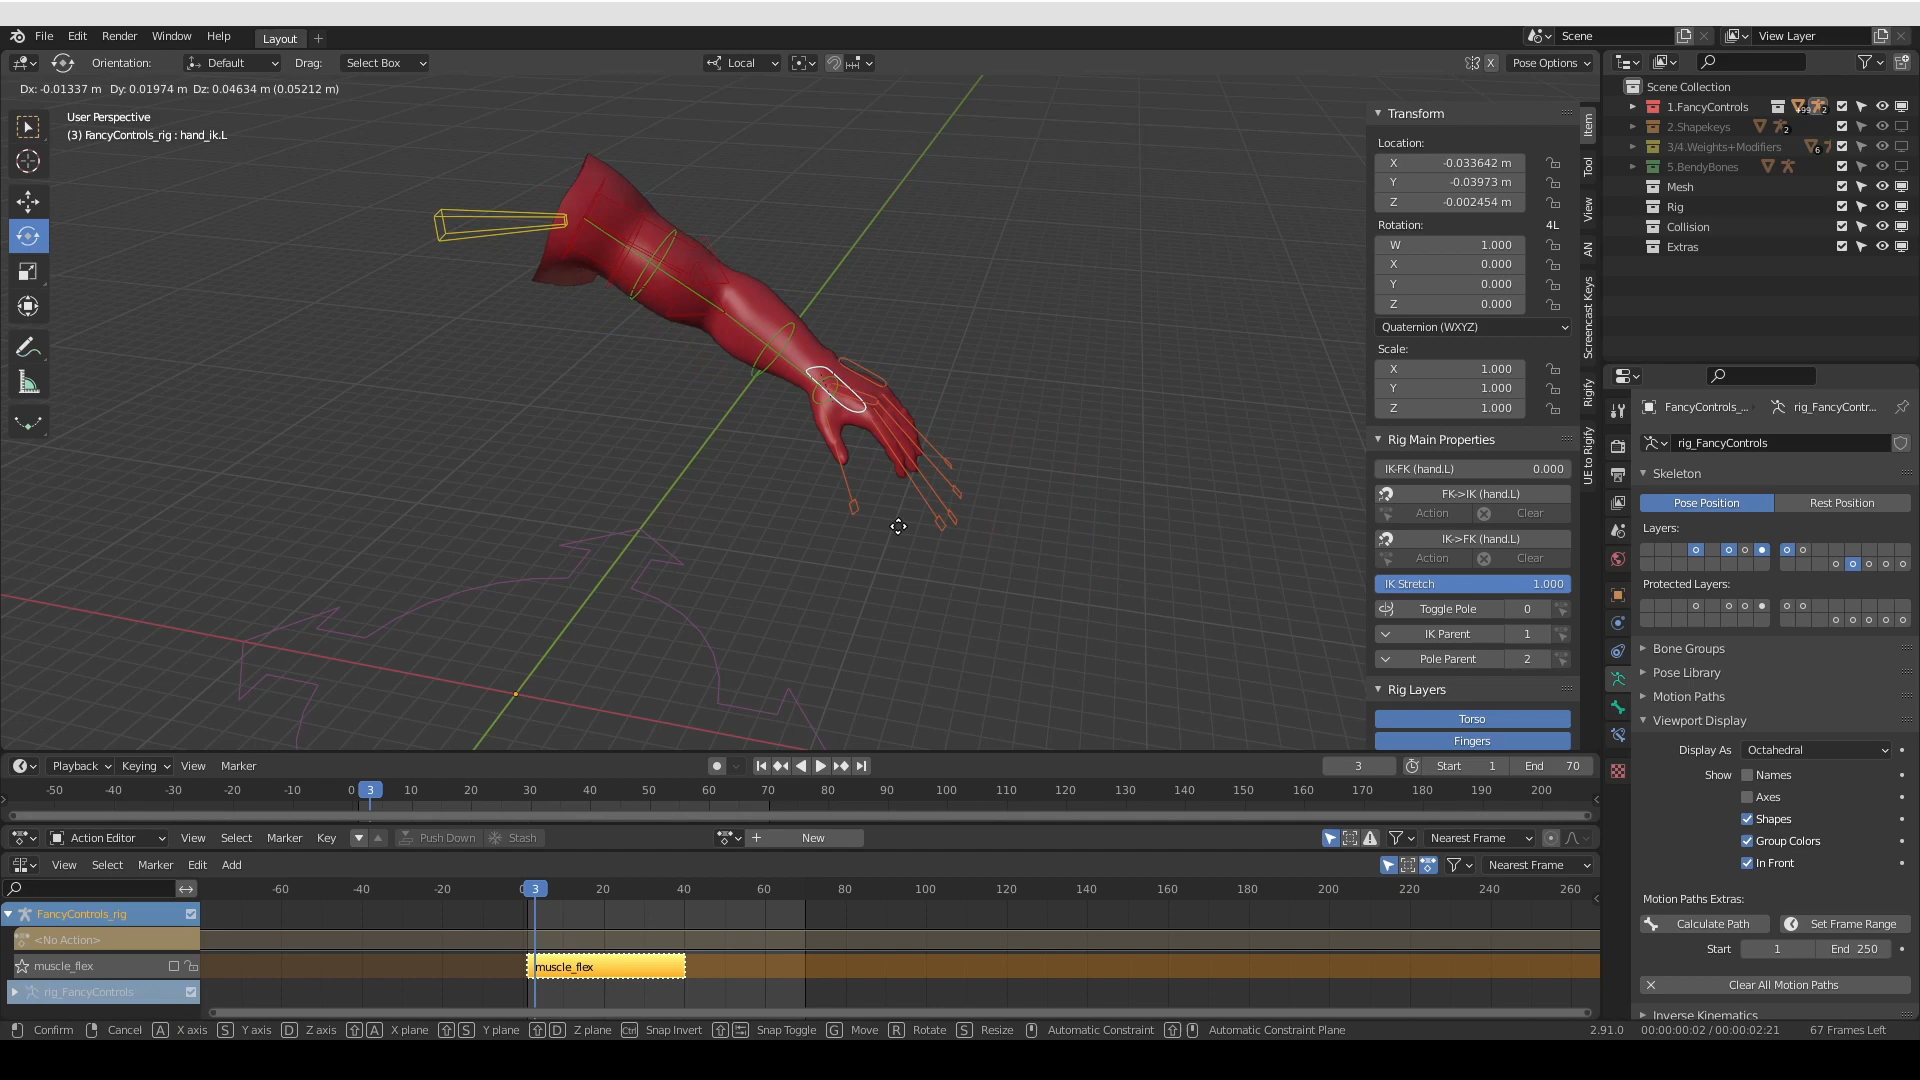 File Edit Render Window Help Layout + Scene View Layer
Orientation: Default Drag: Select Box Local X Pose Options
Dx: -0.01337 m Dy: 0.01974 m Dz: 0.04634 m (0.05212 m)
User Perspective
(3) FancyControls_rig : hand_ik.L
Transform
Location:
X -0.033642 m
Y -0.03973 m
Z -0.002454 m
Rotation: 4L
W 1.000
X 0.000
Y 0.000
Z 0.000
Quaternion (WXYZ)
Scale:
X 1.000
Y 1.000
Z 1.000
Rig Main Properties
IK-FK (hand.L) 0.000
FK->IK (hand.L)
Action Clear
IK->FK (hand.L)
Action Clear
IK Stretch 1.000
Toggle Pole 0
IK Parent 1
Pole Parent 2
Rig Layers
Torso
Fingers
Item
Tool
View
AN
Screencast Keys
Rigify
UE to Rigify
Scene Collection
1.FancyControls +99 2
2.Shapekeys 2
3/4.Weights+Modifiers 6
5.BendyBones
Mesh
Rig
Collision
Extras
FancyControls_... rig_FancyContr...
rig_FancyControls
Skeleton
Pose Position Rest Position
Layers:
Protected Layers:
Bone Groups
Pose Library
Motion Paths
Viewport Display
Display As Octahedral
Show Names
Axes
Shapes
Group Colors
In Front
Motion Paths Extras:
Calculate Path Set Frame Range
Start 1 End 250
Clear All Motion Paths
Inverse Kinematics
Playback Keying View Marker 3 Start 1 End 70
-50 -40 -30 -20 -10 0 3 10 20 30 40 50 60 70 80 90 100 110 120 130 140 150 160 170 180 190 200
Action Editor View Select Marker Key Push Down Stash + New Nearest Frame
View Select Marker Edit Add Nearest Frame
-60 -40 -20 3 20 40 60 80 100 120 140 160 180 200 220 240 260
FancyControls_rig
<No Action>
muscle_flex muscle_flex
rig_FancyControls
Confirm Cancel A X axis S Y axis D Z axis A X plane S Y plane D Z plane Ctrl Snap Invert Snap Toggle G Move R Rotate S Resize Automatic Constraint Automatic Constraint Plane 2.91.0 00:00:00:02 / 00:00:02:21 67 Frames Left